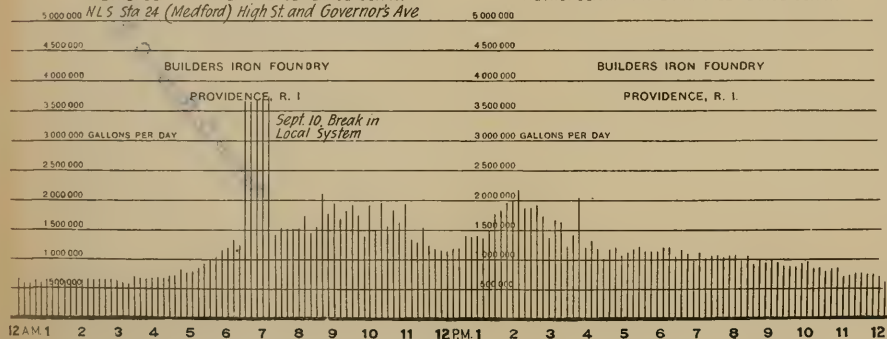 NLS Sta 24 (Medford) High St. and Governor's Ave
5 000 000 5 000 000
4 500 000 4 500 000
BUILDERS IRON FOUNDRY BUILDERS IRON FOUNDRY
4 000 000 4 000 000
PROVIDENCE, R. I PROVIDENCE, R. I.
3 500 000 3 500 000
Sept. 10, Break in
Local System
3 000 000 GALLONS PER DAY 3 000 000 GALLONS PER DAY
2 500 000 2 500 000
2 000 000 2 000 000
1 500 000 1 500 000
1 000 000 1 000 000
500 000 500 000
12 A.M. 1 2 3 4 5 6 7 8 9 10 11 12 P.M. 1 2 3 4 5 6 7 8 9 10 11 12